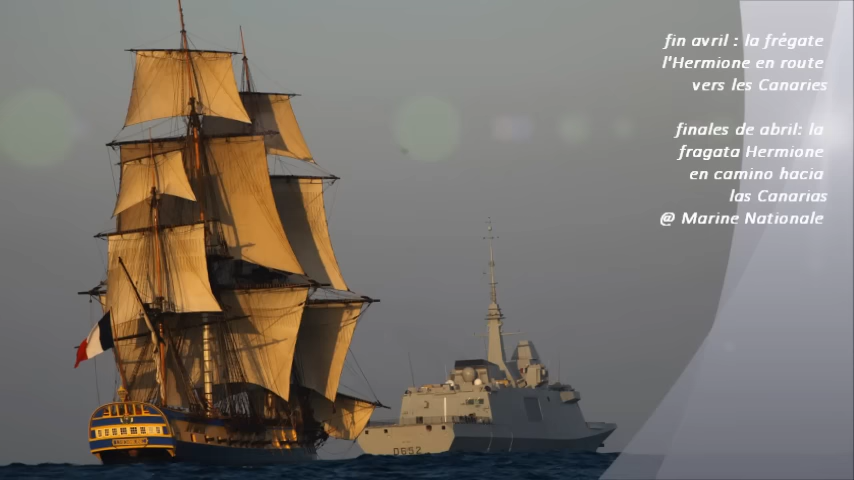 fin avril : la frégate
l'Hermione en route
vers les Canaries
finales de abril: la
fragata Hermione
en camino hacia
las Canarias
@ Marine Nationale
D652